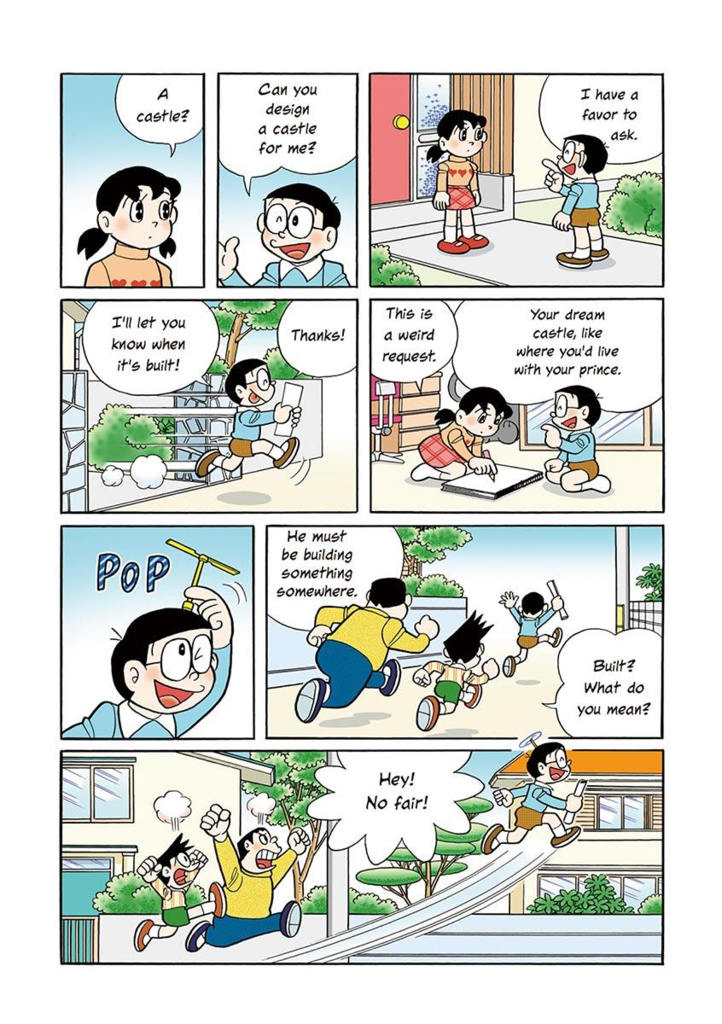 I have a
favor to
ask.
Can you
design
a castle
for me?
A
castle?
Your dream
castle, like
where you'd live
with your prince.
This is
a weird
request.
Thanks!
I'll let you
know when
it's built!
He must
be building
something
somewhere.
Built?
What do
you mean?
POP
Hey!
No fair!